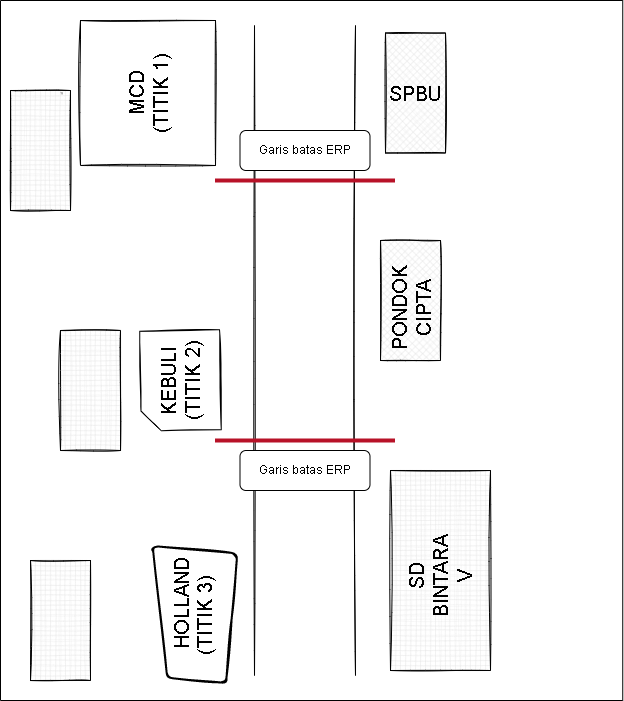 MCD
(TITIK 1)
SPBU
Garis batas ERP
PONDOK
CIPTA
KEBULI
(TITIK 2)
Garis batas ERP
SD
BINTARA
V
HOLLAND
(TITIK 3)